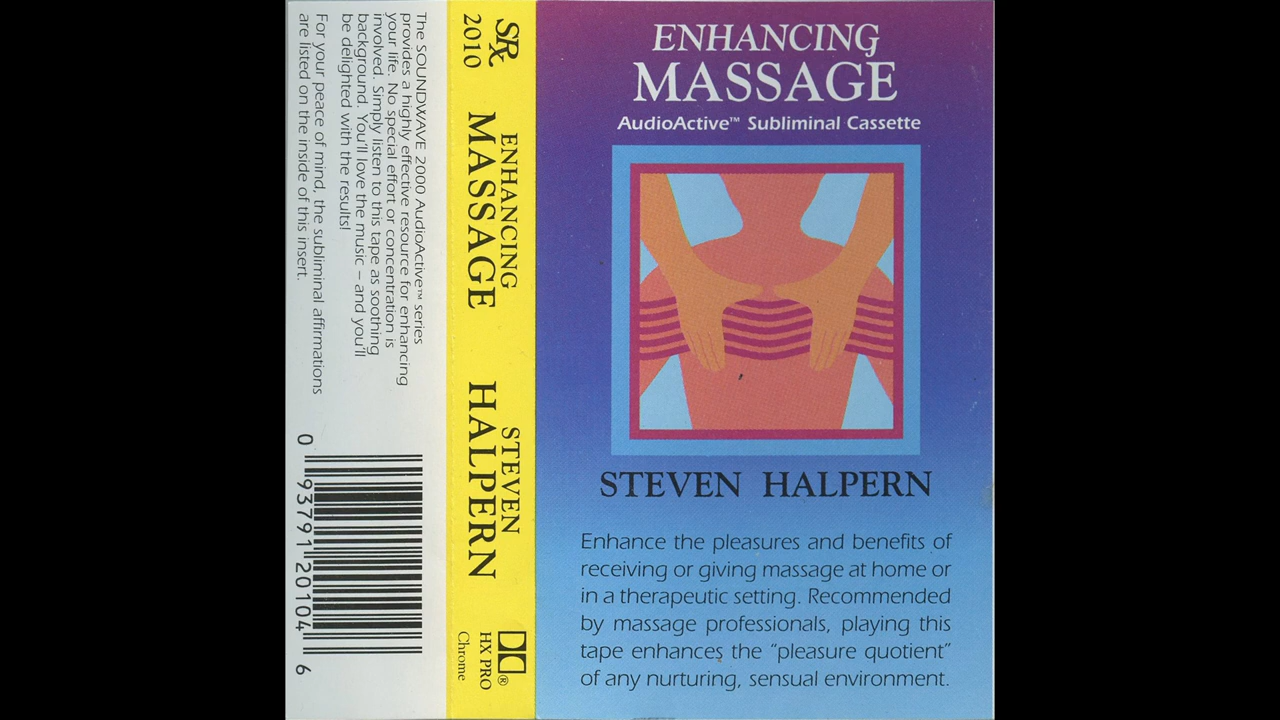 ENHANCING
MASSAGE
AudioActive™ Subliminal Cassette
STEVEN HALPERN
Enhance the pleasures and benefits of
receiving or giving massage at home or
in a therapeutic setting. Recommended
by massage professionals, playing this
tape enhances the “pleasure quotient”
of any nurturing, sensual environment.
SRx
2010
ENHANCING
MASSAGE
STEVEN
HALPERN
®
HX PRO
Chrome
The SOUNDWAVE 2000 AudioActive™ series
provides a highly effective resource for enhancing
your life. No special effort or concentration is
involved. Simply listen to this tape as soothing
background. You'll love the music – and you'll
be delighted with the results!
For your peace of mind, the subliminal affirmations
are listed on the inside of this insert.
0 93791 20104 6